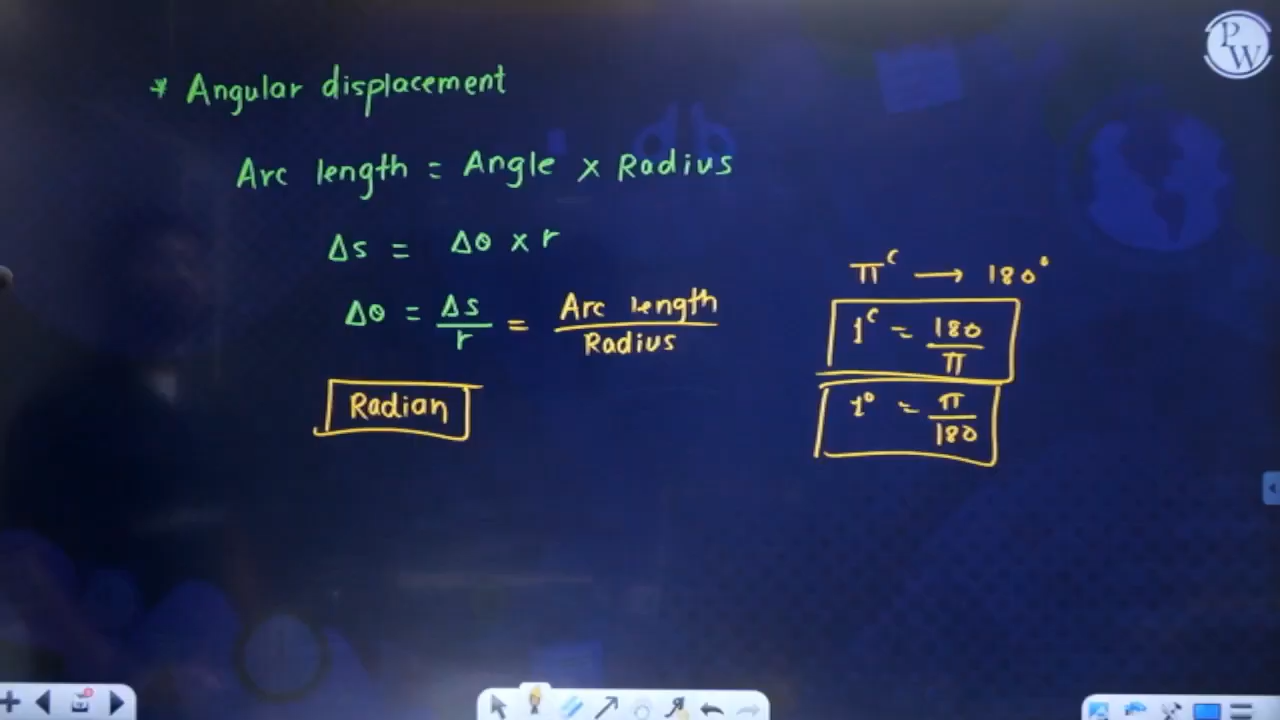 * Angular displacement
Arc length = Angle × Radius
Δs = Δθ × r
Δθ = Δs/r = Arc length/Radius
Radian
π^c → 180°
1^c = 180/π
1° = π/180
PW